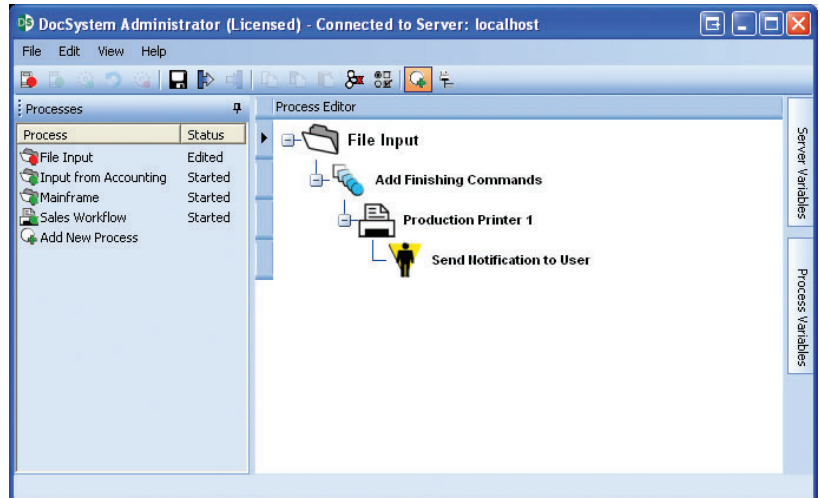 DocSystem Administrator (Licensed) - Connected to Server: localhost
File Edit View Help
Processes
Process Status
File Input Edited
Input from Accounting Started
Mainframe Started
Sales Workflow Started
Add New Process
Process Editor
File Input
Add Finishing Commands
Production Printer 1
Send Notification to User
Server Variables
Process Variables